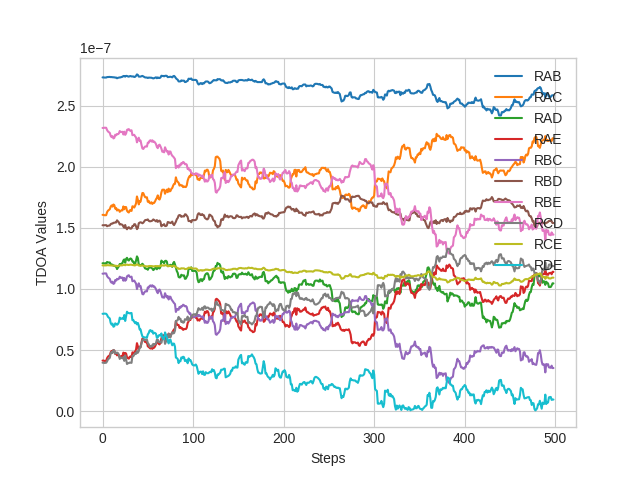 1e−7
2.5
2.0
1.5
1.0
0.5
0.0
TDOA Values
0
100
200
300
400
500
Steps
RAB
RAC
RAD
RAE
RBC
RBD
RBE
RCD
RCE
RDE